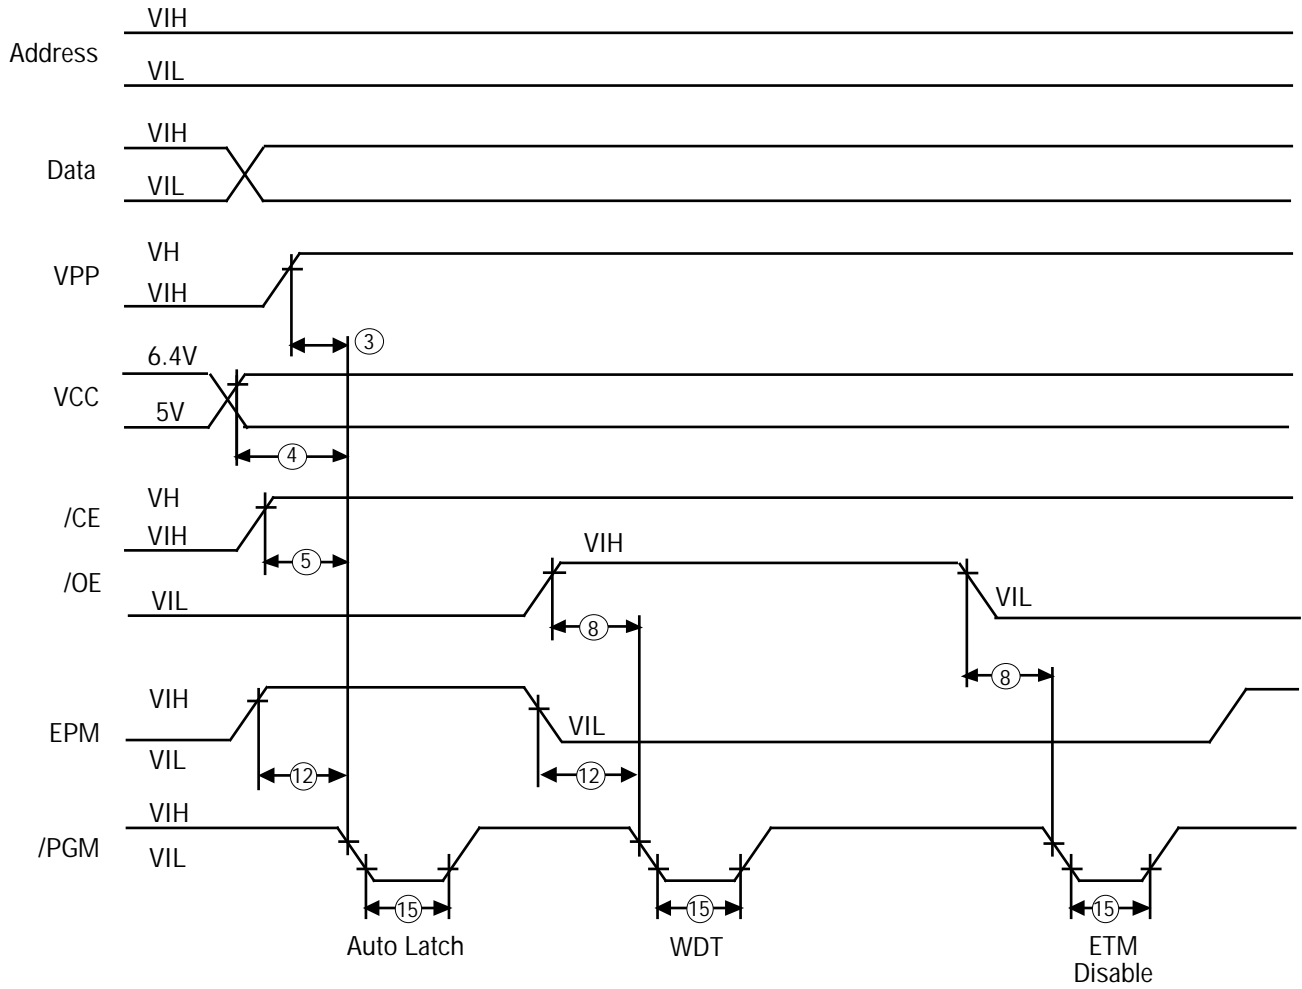 VIH
Address
VIL
VIH
Data
VIL
VH
VPP
VIH
3
6.4V
VCC
5V
4
VH
/CE
VIH
5
VIH
/OE
VIL
VIL
8
8
VIH
EPM
VIL
VIL
12
12
VIH
/PGM
VIL
15
15
15
Auto Latch
WDT
ETM
Disable